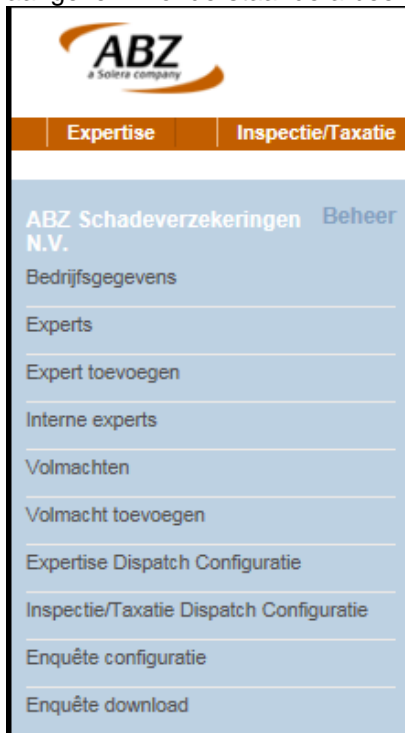 ABZ
a Solera company
Expertise Inspectie/Taxatie
ABZ Schadeverzekeringen Beheer
N.V.
Bedrijfsgegevens
Experts
Expert toevoegen
Interne experts
Volmachten
Volmacht toevoegen
Expertise Dispatch Configuratie
Inspectie/Taxatie Dispatch Configuratie
Enquête configuratie
Enquête download